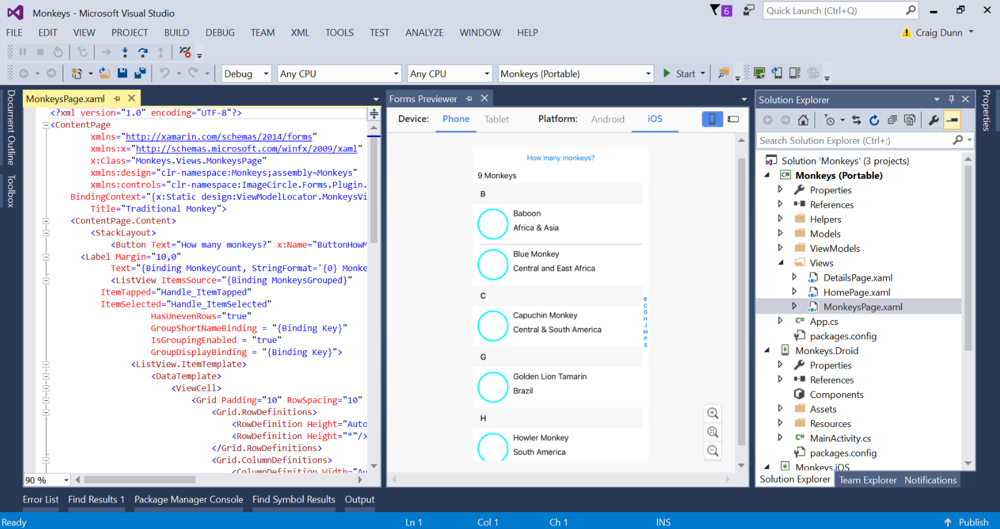 Monkeys - Microsoft Visual Studio
6
Quick Launch (Ctrl+Q)
FILE EDIT VIEW PROJECT BUILD DEBUG TEAM XML TOOLS TEST ANALYZE WINDOW HELP
Craig Dunn
Debug Any CPU Any CPU Monkeys (Portable) Start
Document Outline
Toolbox
MonkeysPage.xaml
<?xml version="1.0" encoding="UTF-8"?>
<ContentPage
xmlns="http://xamarin.com/schemas/2014/forms"
xmlns:x="http://schemas.microsoft.com/winfx/2009/xaml"
x:Class="Monkeys.Views.MonkeysPage"
xmlns:design="clr-namespace:Monkeys;assembly=Monkeys"
xmlns:controls="clr-namespace:ImageCircle.Forms.Plugin.
BindingContext="{x:Static design:ViewModelLocator.MonkeysVi
Title="Traditional Monkey">
<ContentPage.Content>
<StackLayout>
<Button Text="How many monkeys?" x:Name="ButtonHowM
<Label Margin="10,0"
Text="{Binding MonkeyCount, StringFormat='{0} Monke
<ListView ItemsSource="{Binding MonkeysGrouped}"
ItemTapped="Handle_ItemTapped"
ItemSelected="Handle_ItemSelected"
HasUnevenRows="true"
GroupShortNameBinding = "{Binding Key}"
IsGroupingEnabled = "true"
GroupDisplayBinding = "{Binding Key}">
<ListView.ItemTemplate>
<DataTemplate>
<ViewCell>
<Grid Padding="10" RowSpacing="10"
<Grid.RowDefinitions>
<RowDefinition Height="Auto
<RowDefinition Height="*"/>
</Grid.RowDefinitions>
<Grid.ColumnDefinitions>
<ColumnDefinition Width="Au
90 %
Forms Previewer
Device: Phone Tablet Platform: Android iOS
How many monkeys?
9 Monkeys
B
Baboon
Africa & Asia
Blue Monkey
Central and East Africa
C
Capuchin Monkey
Central & South America
G
Golden Lion Tamarin
Brazil
H
Howler Monkey
South America
B
C
G
H
J
M
P
S
Solution Explorer
Search Solution Explorer (Ctrl+;)
Solution 'Monkeys' (3 projects)
Monkeys (Portable)
Properties
References
Helpers
Models
ViewModels
Views
DetailsPage.xaml
HomePage.xaml
MonkeysPage.xaml
C# App.cs
packages.config
Monkeys.Droid
Properties
References
Components
Assets
Resources
C# MainActivity.cs
packages.config
Monkeys.iOS
Solution Explorer Team Explorer Notifications
Properties
Error List Find Results 1 Package Manager Console Find Symbol Results Output
Ready Ln 1 Col 1 Ch 1 INS Publish